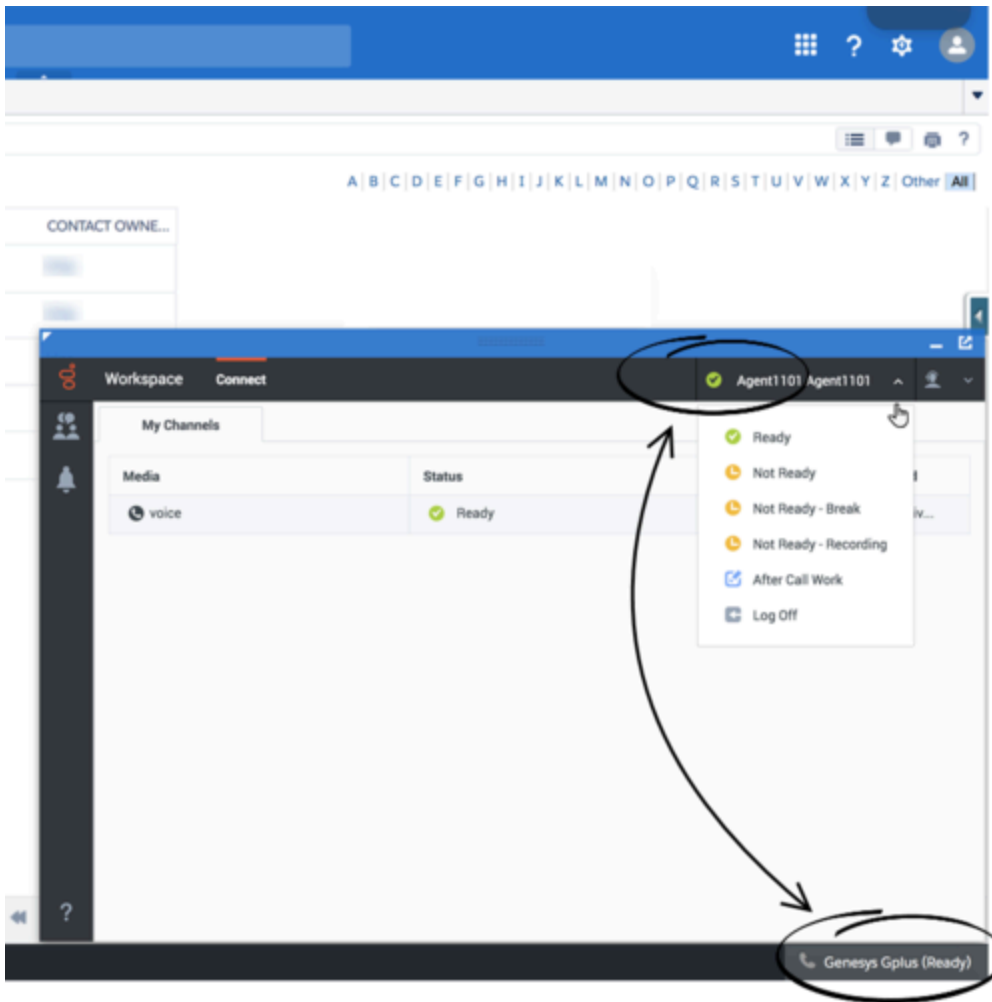 ?
?
A | B | C | D | E | F | G | H | I | J | K | L | M | N | O | P | Q | R | S | T | U | V | W | X | Y | Z | Other | All |
CONTACT OWNE...
Workspace Connect Agent1101 Agent1101
My Channels
Ready
Media Status
Not Ready
voice Ready
Not Ready - Break
iv...
Not Ready - Recording
After Call Work
Log Off
?
Genesys Gplus (Ready)